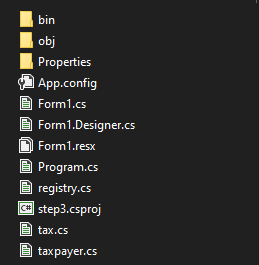 bin
obj
Properties
App.config
Form1.cs
Form1.Designer.cs
Form1.resx
Program.cs
registry.cs
C# step3.csproj
tax.cs
taxpayer.cs